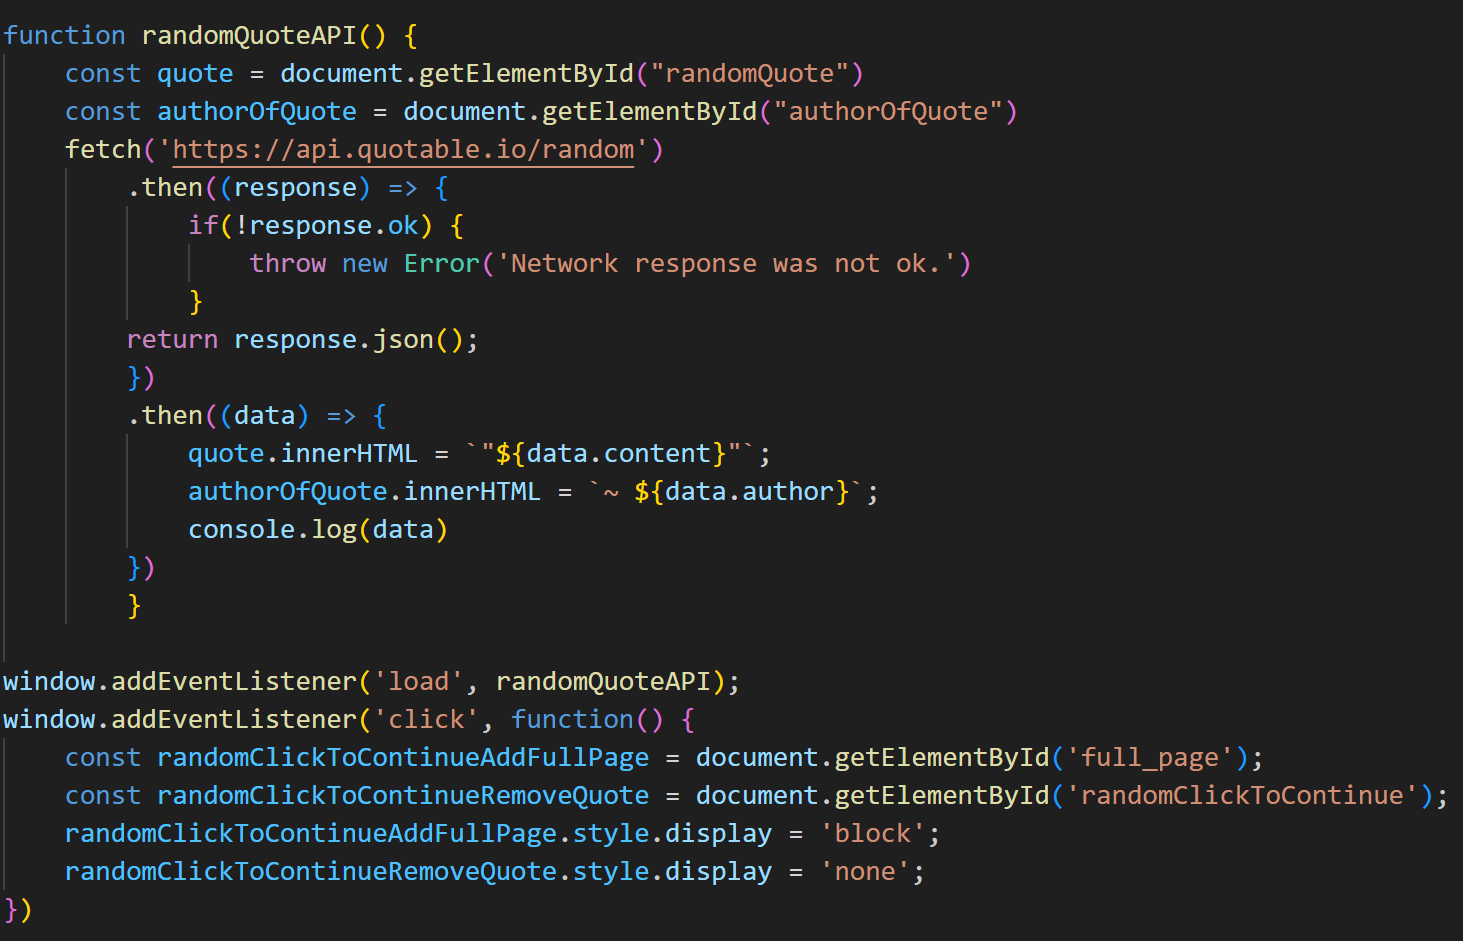 function randomQuoteAPI() {
    const quote = document.getElementById("randomQuote")
    const authorOfQuote = document.getElementById("authorOfQuote")
    fetch('https://api.quotable.io/random')
        .then((response) => {
            if(!response.ok) {
                throw new Error('Network response was not ok.')
            }
        return response.json();
        })
        .then((data) => {
            quote.innerHTML = `"${data.content}"`;
            authorOfQuote.innerHTML = `~ ${data.author}`;
            console.log(data)
        })
        }

window.addEventListener('load', randomQuoteAPI);
window.addEventListener('click', function() {
    const randomClickToContinueAddFullPage = document.getElementById('full_page');
    const randomClickToContinueRemoveQuote = document.getElementById('randomClickToContinue');
    randomClickToContinueAddFullPage.style.display = 'block';
    randomClickToContinueRemoveQuote.style.display = 'none';
})